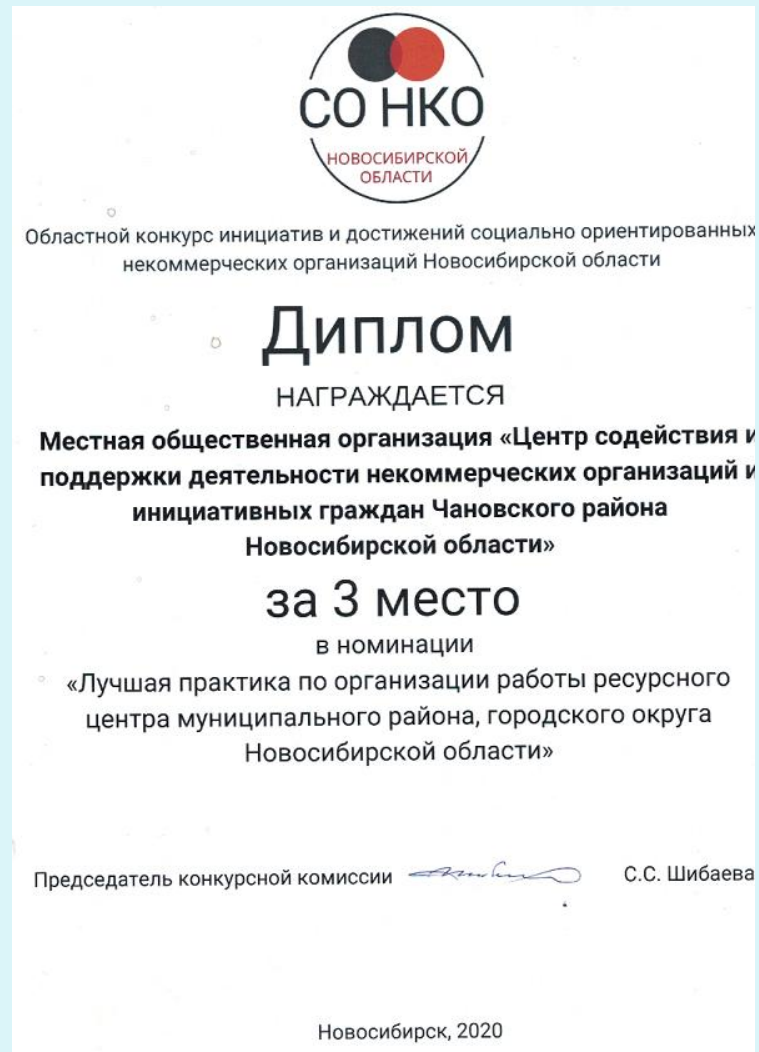 СО НКО
НОВОСИБИРСКОЙ
ОБЛАСТИ
Областной конкурс инициатив и достижений социально ориентированных
некоммерческих организаций Новосибирской области
Диплом
НАГРАЖДАЕТСЯ
Местная общественная организация «Центр содействия и
поддержки деятельности некоммерческих организаций и
инициативных граждан Чановского района
Новосибирской области»
за 3 место
в номинации
«Лучшая практика по организации работы ресурсного
центра муниципального района, городского округа
Новосибирской области»
Председатель конкурсной комиссии С.С. Шибаева
Новосибирск, 2020